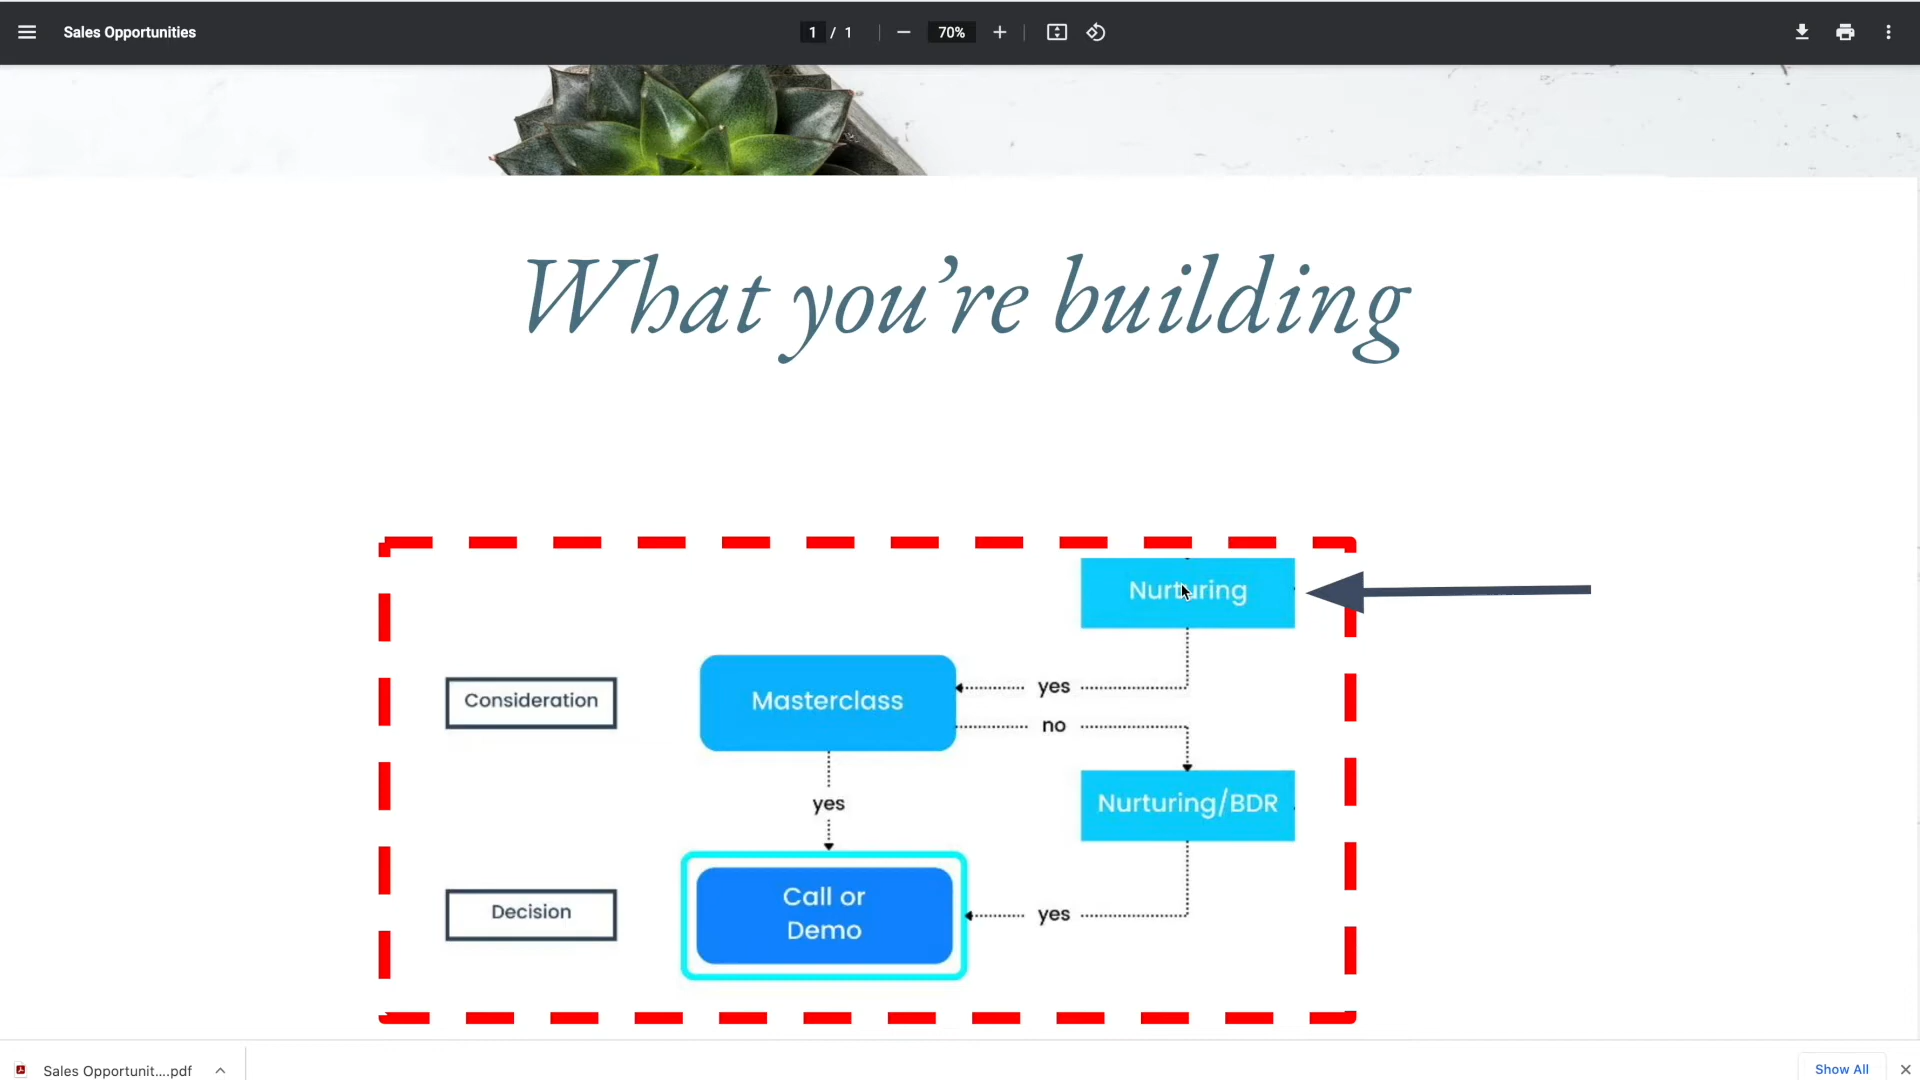 Sales Opportunities
1 / 1
70%
What you're building
Nurturing
Consideration
Masterclass
yes
no
yes
Nurturing/BDR
Decision
Call or
Demo
yes
Sales Opportunit....pdf
Show All